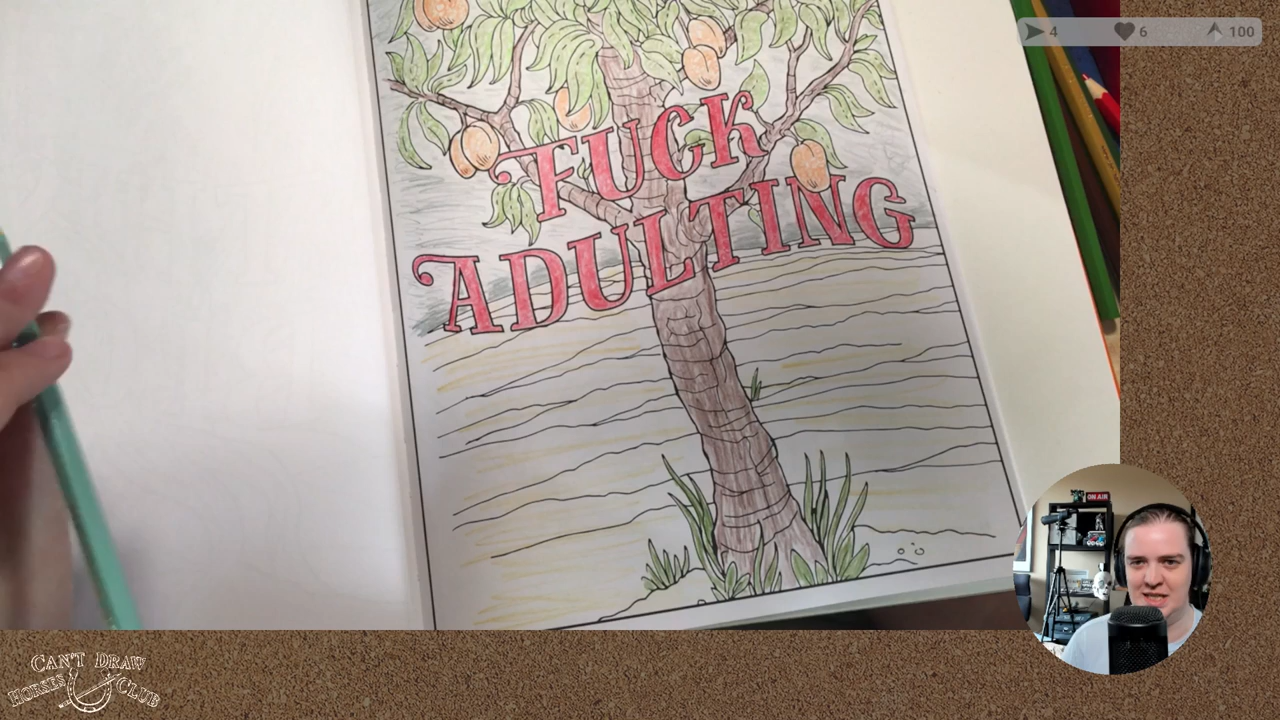 4 6 100
FUCK
ADULTING
ON AIR
CAN'T DRAW
HORSES CLUB